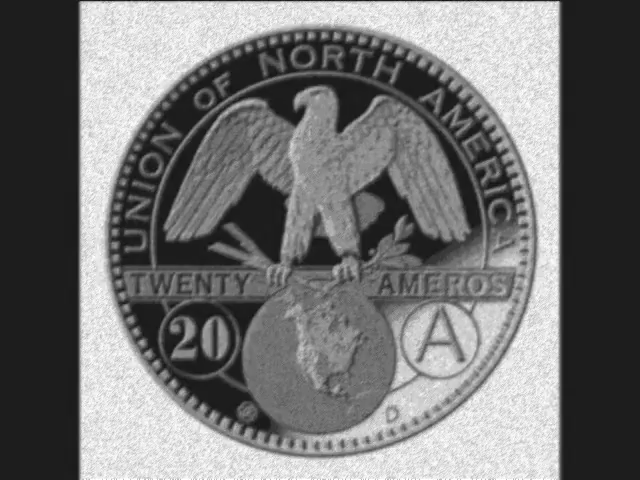 UNION OF NORTH AMERICA
TWENTY AMEROS
20 A
D